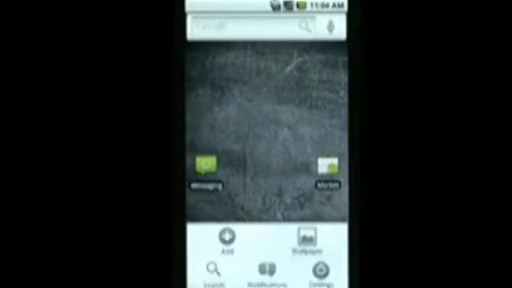 11:04 AM
Google
Messaging
Market
Add
Wallpaper
Search
Notifications
Settings